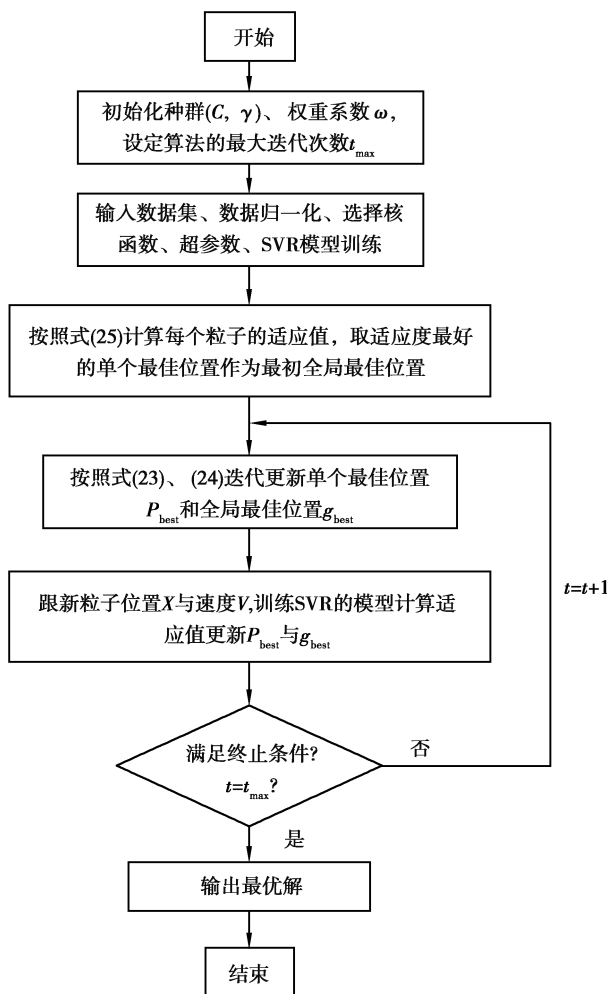 开始
初始化种群(C, γ)、权重系数ω,
设定算法的最大迭代次数t_max
输入数据集、数据归一化、选择核
函数、超参数、SVR模型训练
按照式(25)计算每个粒子的适应值，取适应度最好
的单个最佳位置作为最初全局最佳位置
按照式(23)、(24)迭代更新单个最佳位置
P_best和全局最佳位置g_best
跟新粒子位置X与速度V,训练SVR的模型计算适
应值更新P_best与g_best
t=t+1
满足终止条件?
t=t_max?
否
是
输出最优解
结束